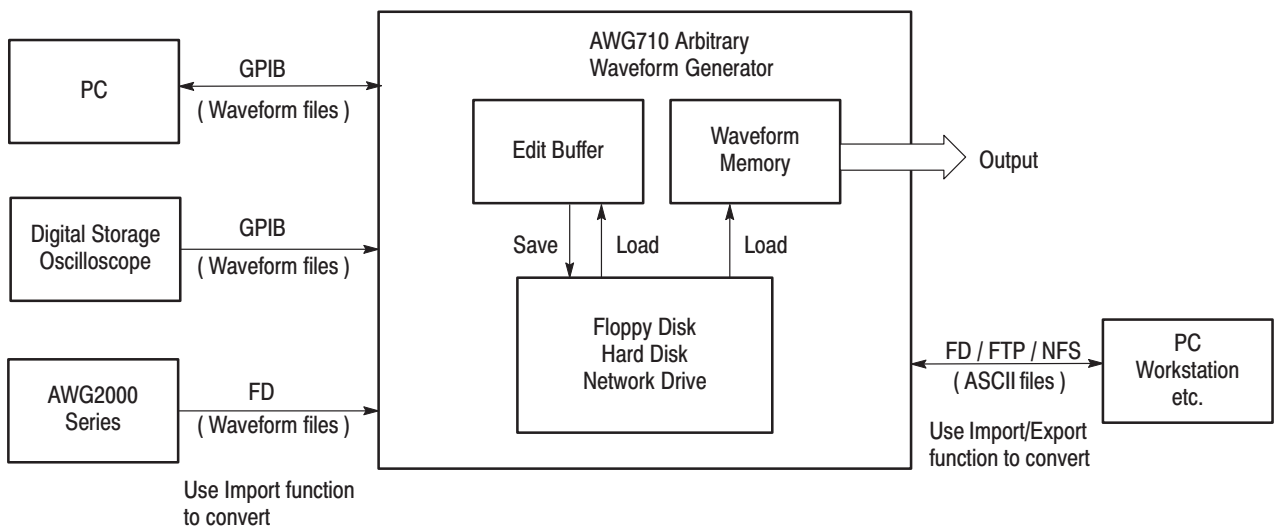 AWG710 Arbitrary
Waveform Generator
PC
GPIB
( Waveform files )
Edit Buffer
Waveform
Memory
Output
Digital Storage
Oscilloscope
GPIB
( Waveform files )
Save
Load
Load
Floppy Disk
Hard Disk
Network Drive
FD / FTP / NFS
( ASCII files )
PC
Workstation
etc.
AWG2000
Series
FD
( Waveform files )
Use Import/Export
function to convert
Use Import function
to convert